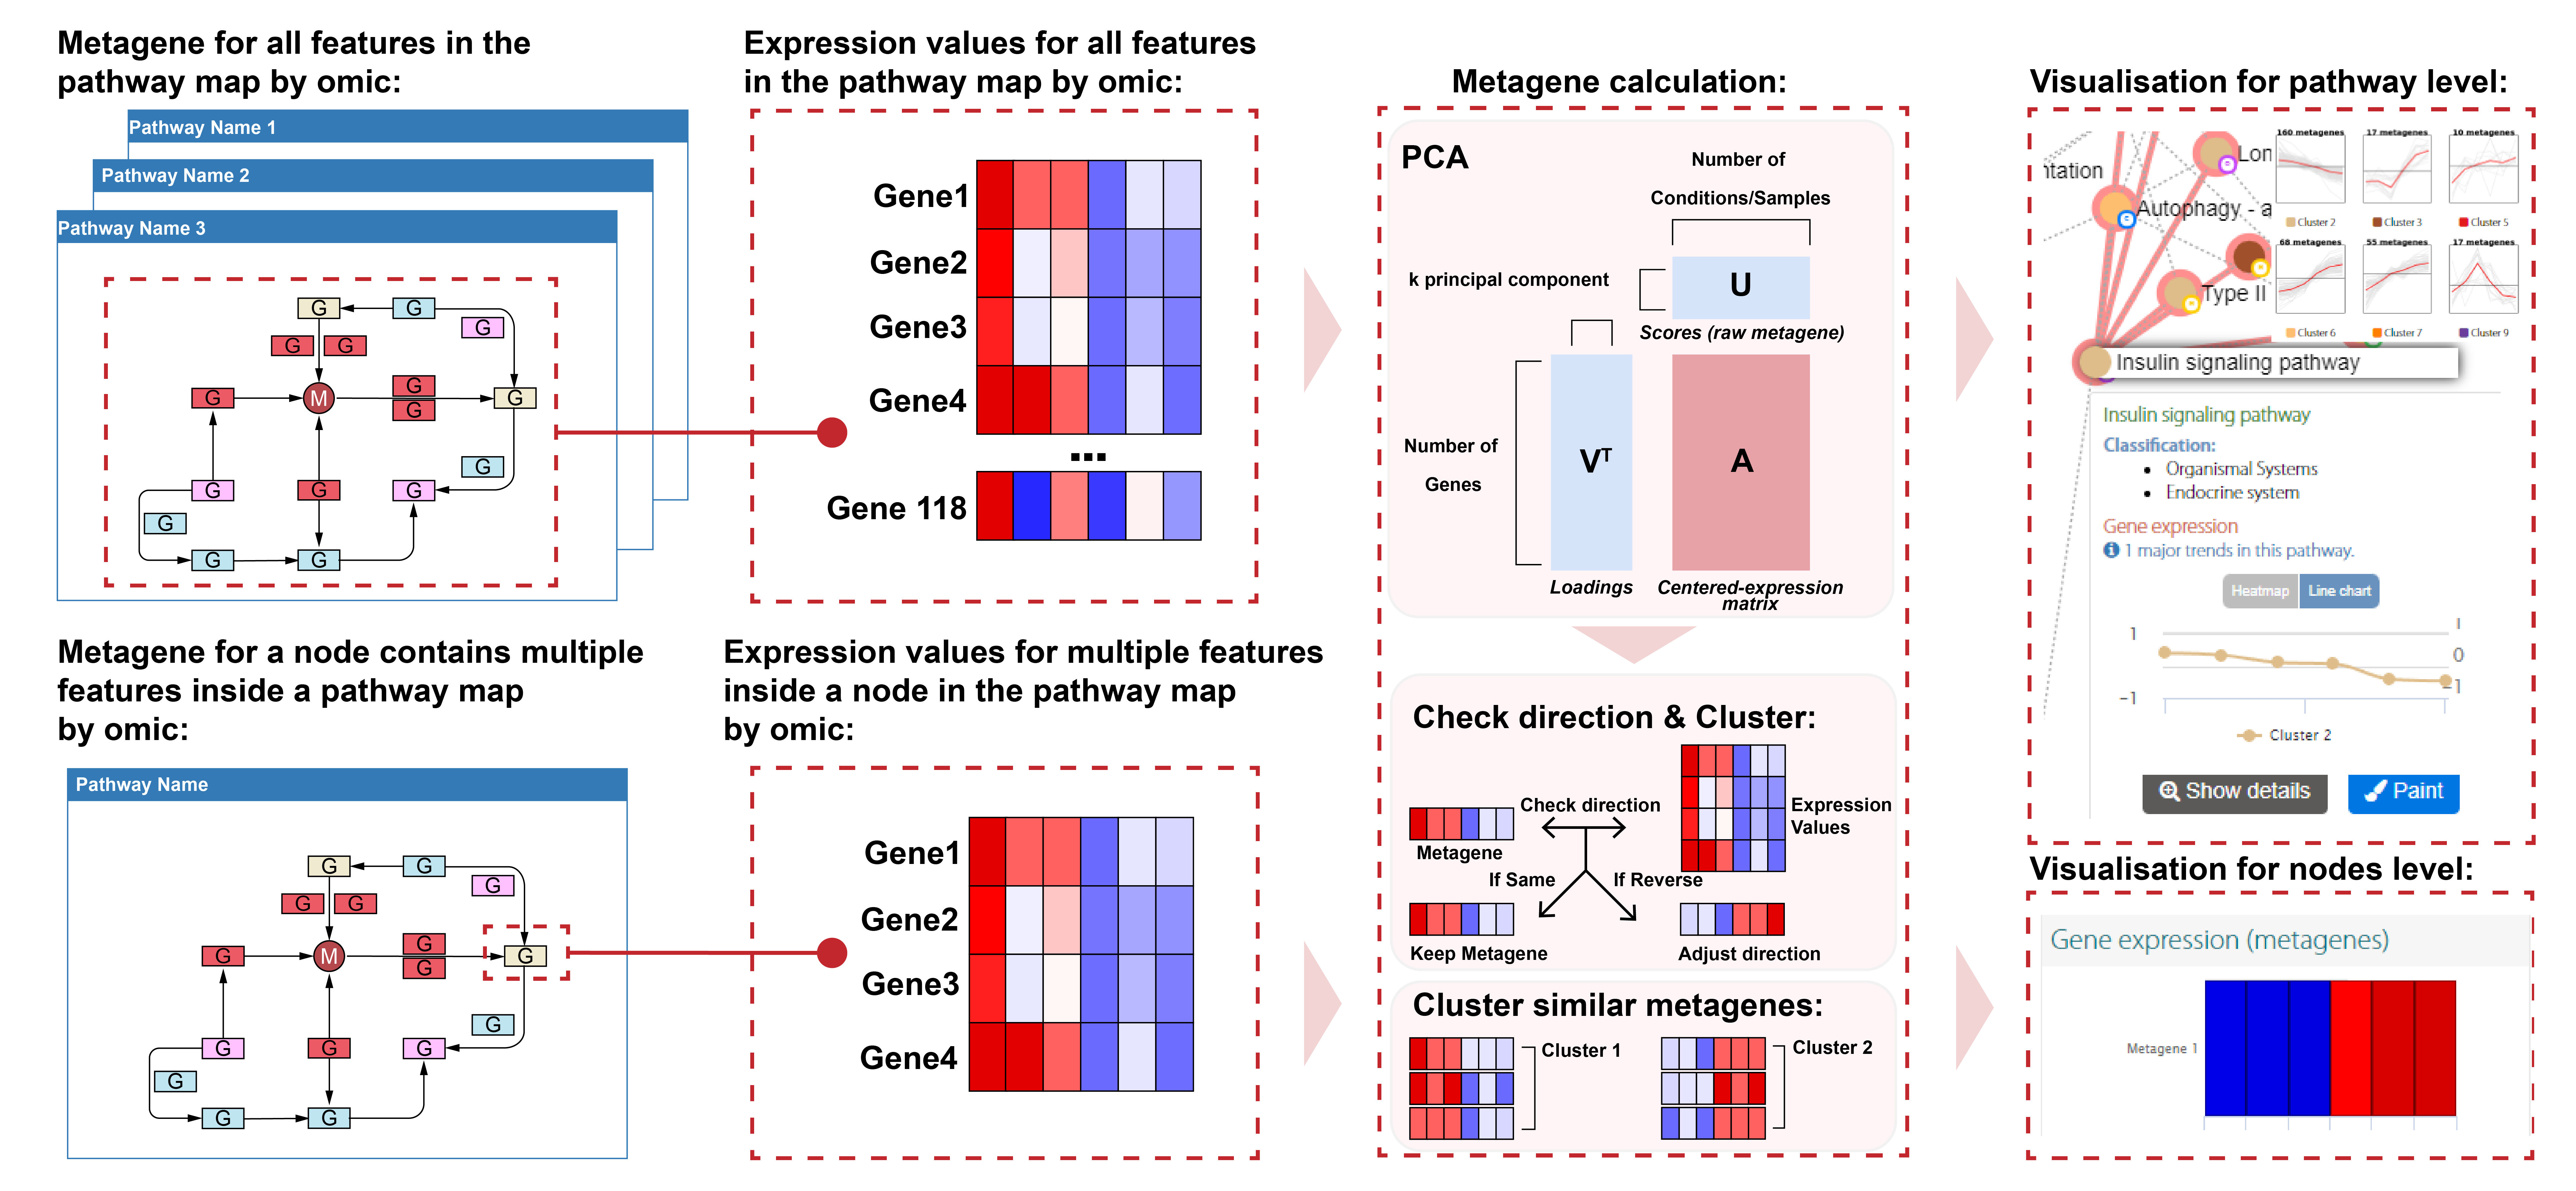 Metagene for all features in the
pathway map by omic:
Pathway Name 1
Pathway Name 2
Pathway Name 3
G
G
G
G
G
G
M
G
G
G
G
G
G
G
G
G
G
Expression values for all features
in the pathway map by omic:
Gene1
Gene2
Gene3
Gene4
...
Gene 118
Metagene calculation:
PCA
Number of
Conditions/Samples
k principal component
U
Scores (raw metagene)
Number of
Genes
V^T
A
Loadings
Centered-expression
matrix
Check direction & Cluster:
Check direction
Metagene
Expression
Values
If Same
If Reverse
Keep Metagene
Adjust direction
Cluster similar metagenes:
Cluster 1
Cluster 2
Visualisation for pathway level:
ntation
Lon
Autophagy - a
Type II
160 metagenes
17 metagenes
10 metagenes
Cluster 2
Cluster 3
Cluster 5
68 metagenes
55 metagenes
17 metagenes
Cluster 6
Cluster 7
Cluster 9
Insulin signaling pathway
Insulin signaling pathway
Classification:
• Organismal Systems
• Endocrine system
Gene expression
1 major trends in this pathway.
Heatmap
Line chart
1
−1
1
0
−1
Cluster 2
Show details
Paint
Visualisation for nodes level:
Gene expression (metagenes)
Metagene 1
Metagene for a node contains multiple
features inside a pathway map
by omic:
Pathway Name
G
G
G
G
G
G
M
G
G
G
G
G
G
G
G
G
G
Expression values for multiple features
inside a node in the pathway map
by omic:
Gene1
Gene2
Gene3
Gene4